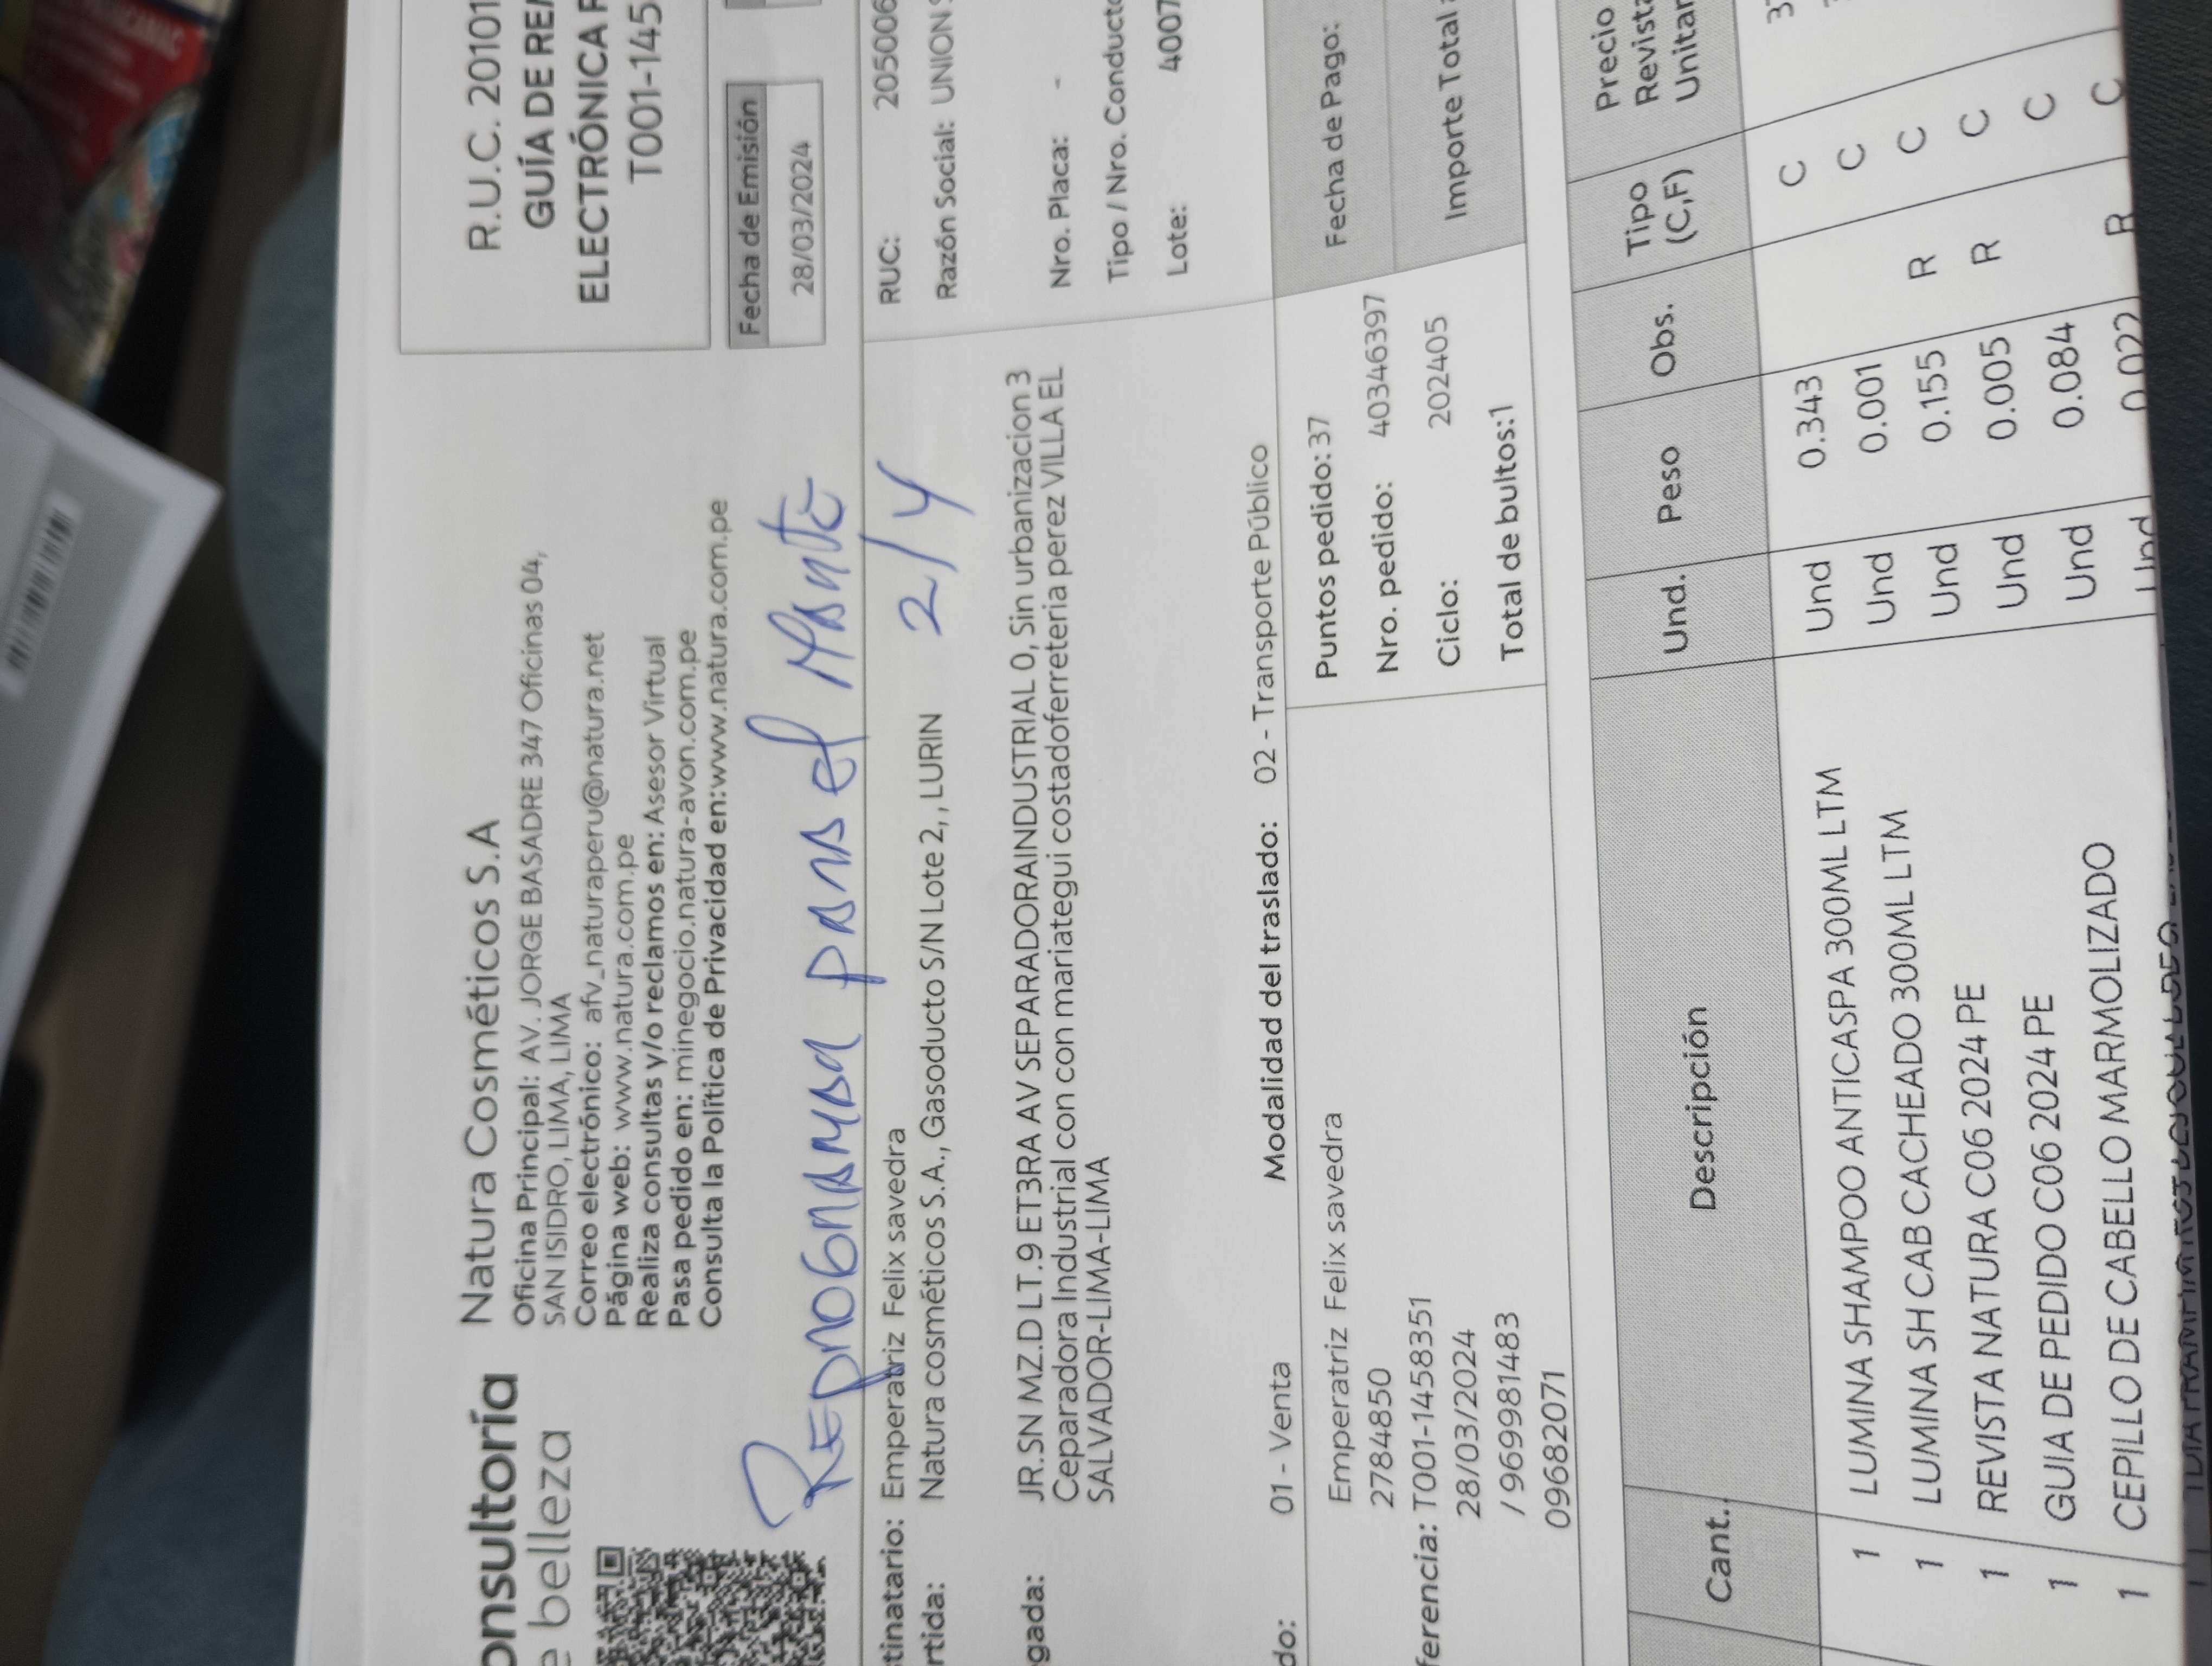 onsultoría
e belleza
Natura Cosméticos S.A
Oficina Principal: AV. JORGE BASADRE 347 Oficinas 04,
SAN ISIDRO, LIMA, LIMA
Correo electrónico: afv_naturaperu@natura.net
Página web: www.natura.com.pe
Realiza consultas y/o reclamos en: Asesor Virtual
Pasa pedido en: minegocio.natura-avon.com.pe
Consulta la Política de Privacidad en:www.natura.com.pe
R.U.C. 20101
GUÍA DE REM
ELECTRÓNICA R
T001-145
Fecha de Emisión
28/03/2024
REPROGRAMADA PARA el Martes
2/4
stinatario: Emperatriz Felix savedra
rtida: Natura cosméticos S.A., Gasoducto S/N Lote 2, , LURIN
gada: JR.SN MZ.D LT.9 ET3RA AV SEPARADORAINDUSTRIAL 0, Sin urbanizacion 3
Ceparadora Industrial con con mariategui costadoferreteria perez VILLA EL
SALVADOR-LIMA-LIMA
RUC: 2050006
Razón Social: UNION S
Nro. Placa: -
Tipo / Nro. Conducto
Lote: 4007
do: 01 - Venta Modalidad del traslado: 02 - Transporte Público
Emperatriz Felix savedra
2784850
ferencia: T001-1458351
28/03/2024
/ 969981483
09682071
Puntos pedido: 37
Nro. pedido: 40346397
Ciclo: 202405
Total de bultos:1
Fecha de Pago:
Importe Total
Cant. Descripción Und. Peso Obs. Tipo (C,F) Precio Revista Unitar
1 LUMINA SHAMPOO ANTICASPA 300ML LTM Und 0.343 C
1 LUMINA SH CAB CACHEADO 300ML LTM Und 0.001 C
1 REVISTA NATURA C06 2024 PE Und 0.155 R C
1 GUIA DE PEDIDO C06 2024 PE Und 0.005 R C
1 CEPILLO DE CABELLO MARMOLIZADO Und 0.084 C
Und 0.022 R C